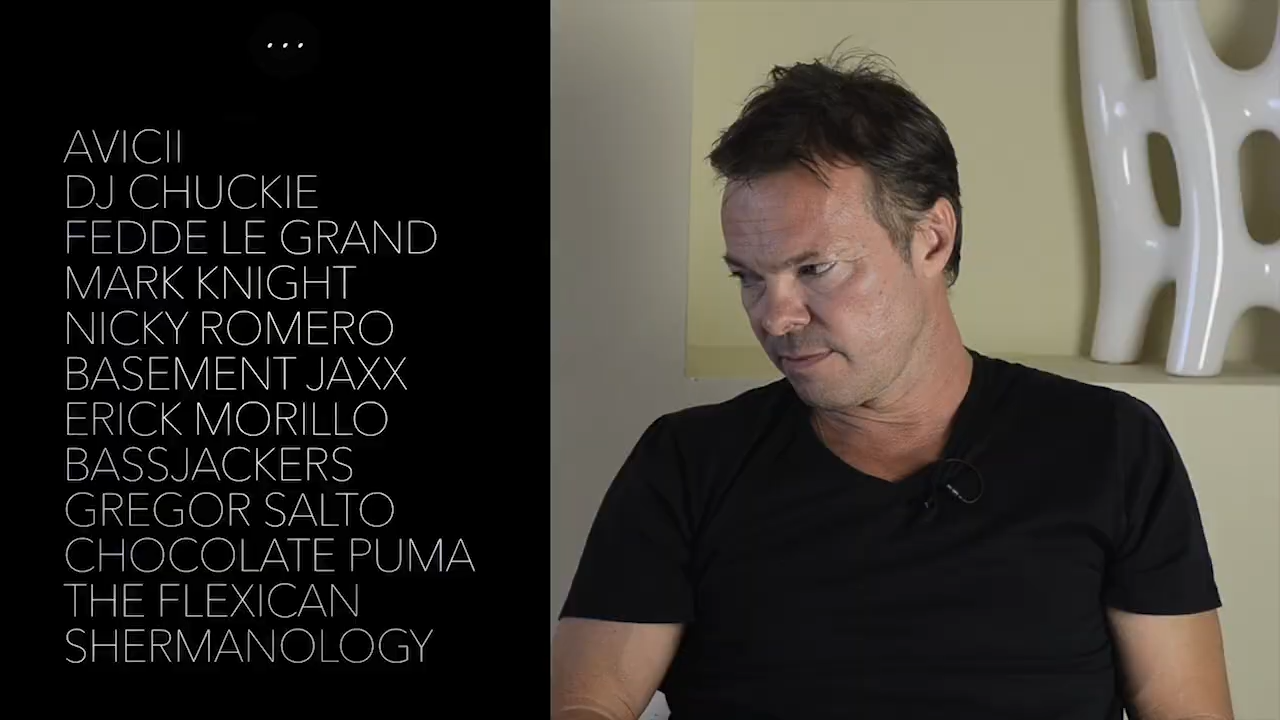 ...
AVICII
DJ CHUCKIE
FEDDE LE GRAND
MARK KNIGHT
NICKY ROMERO
BASEMENT JAXX
ERICK MORILLO
BASSJACKERS
GREGOR SALTO
CHOCOLATE PUMA
THE FLEXICAN
SHERMANOLOGY